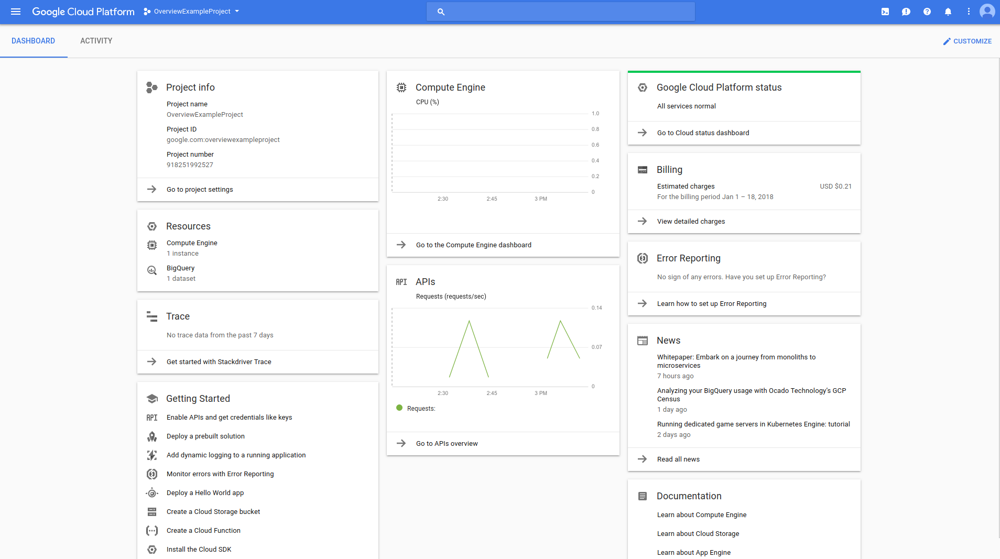 Google Cloud Platform
OverviewExampleProject
DASHBOARD
ACTIVITY
CUSTOMIZE
Project info
Project name
OverviewExampleProject
Project ID
google.com:overviewexampleproject
Project number
918251992527
Go to project settings
Resources
Compute Engine
1 instance
BigQuery
1 dataset
Trace
No trace data from the past 7 days
Get started with Stackdriver Trace
Getting Started
API Enable APIs and get credentials like keys
Deploy a prebuilt solution
Add dynamic logging to a running application
Monitor errors with Error Reporting
Deploy a Hello World app
Create a Cloud Storage bucket
Create a Cloud Function
Install the Cloud SDK
Compute Engine
CPU (%)
1.0
0.8
0.6
0.4
0.2
0
2:30 2:45 3 PM
Go to the Compute Engine dashboard
API APIs
Requests (requests/sec)
0.14
0.07
0
2:30 2:45 3 PM
Requests:
Go to APIs overview
Google Cloud Platform status
All services normal
Go to Cloud status dashboard
Billing
Estimated charges USD $0.21
For the billing period Jan 1 – 18, 2018
View detailed charges
Error Reporting
No sign of any errors. Have you set up Error Reporting?
Learn how to set up Error Reporting
News
Whitepaper: Embark on a journey from monoliths to
microservices
7 hours ago
Analyzing your BigQuery usage with Ocado Technology’s GCP
Census
1 day ago
Running dedicated game servers in Kubernetes Engine: tutorial
2 days ago
Read all news
Documentation
Learn about Compute Engine
Learn about Cloud Storage
Learn about App Engine